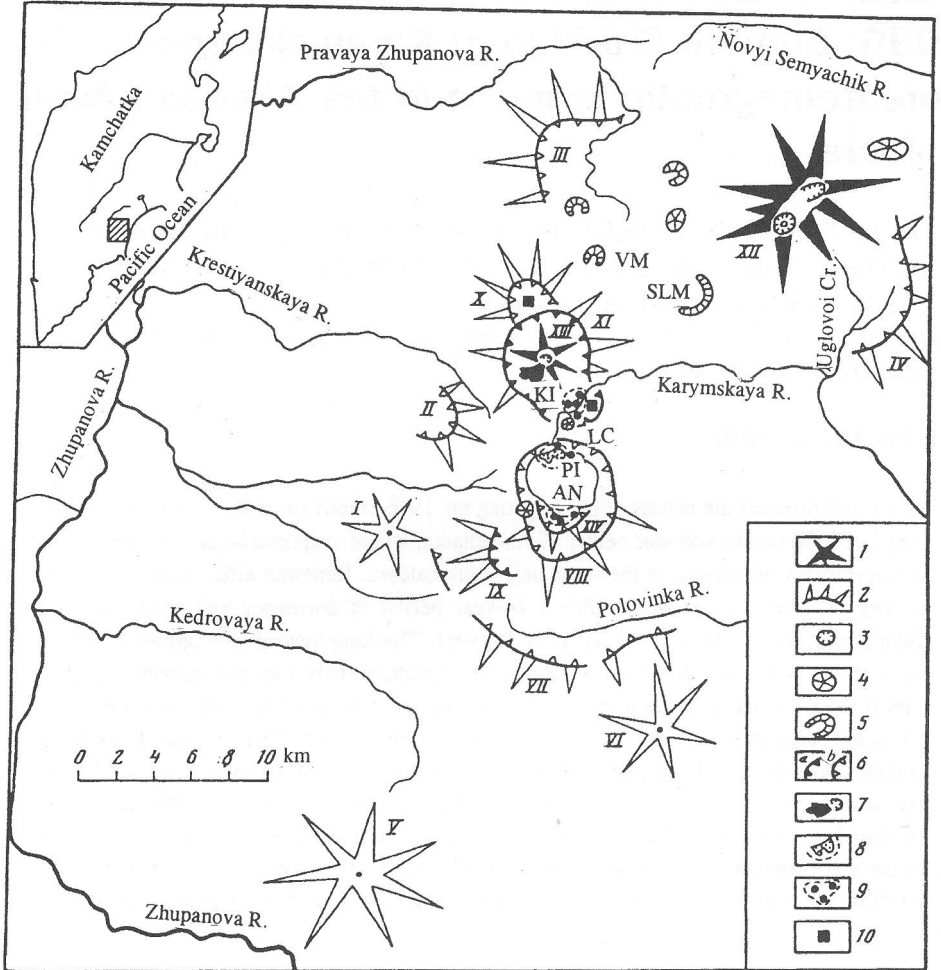 Pravaya Zhupanova R.
Novyi Semyachik R.
Kamchatka
Pacific Ocean
III
XII
Krestiyanskaya R.
VM
SLM
X
XIII
XI
Uglovoi Cr.
IV
KI
Karymskaya R.
II
LC
Zhupanova R.
PI
AN
I
XIV
IX
VIII
Kedrovaya R.
Polovinka R.
VII
VI
0 2 4 6 8 10 km
V
Zhupanova R.
1
2
3
4
5
a b 6
7
8
9
10